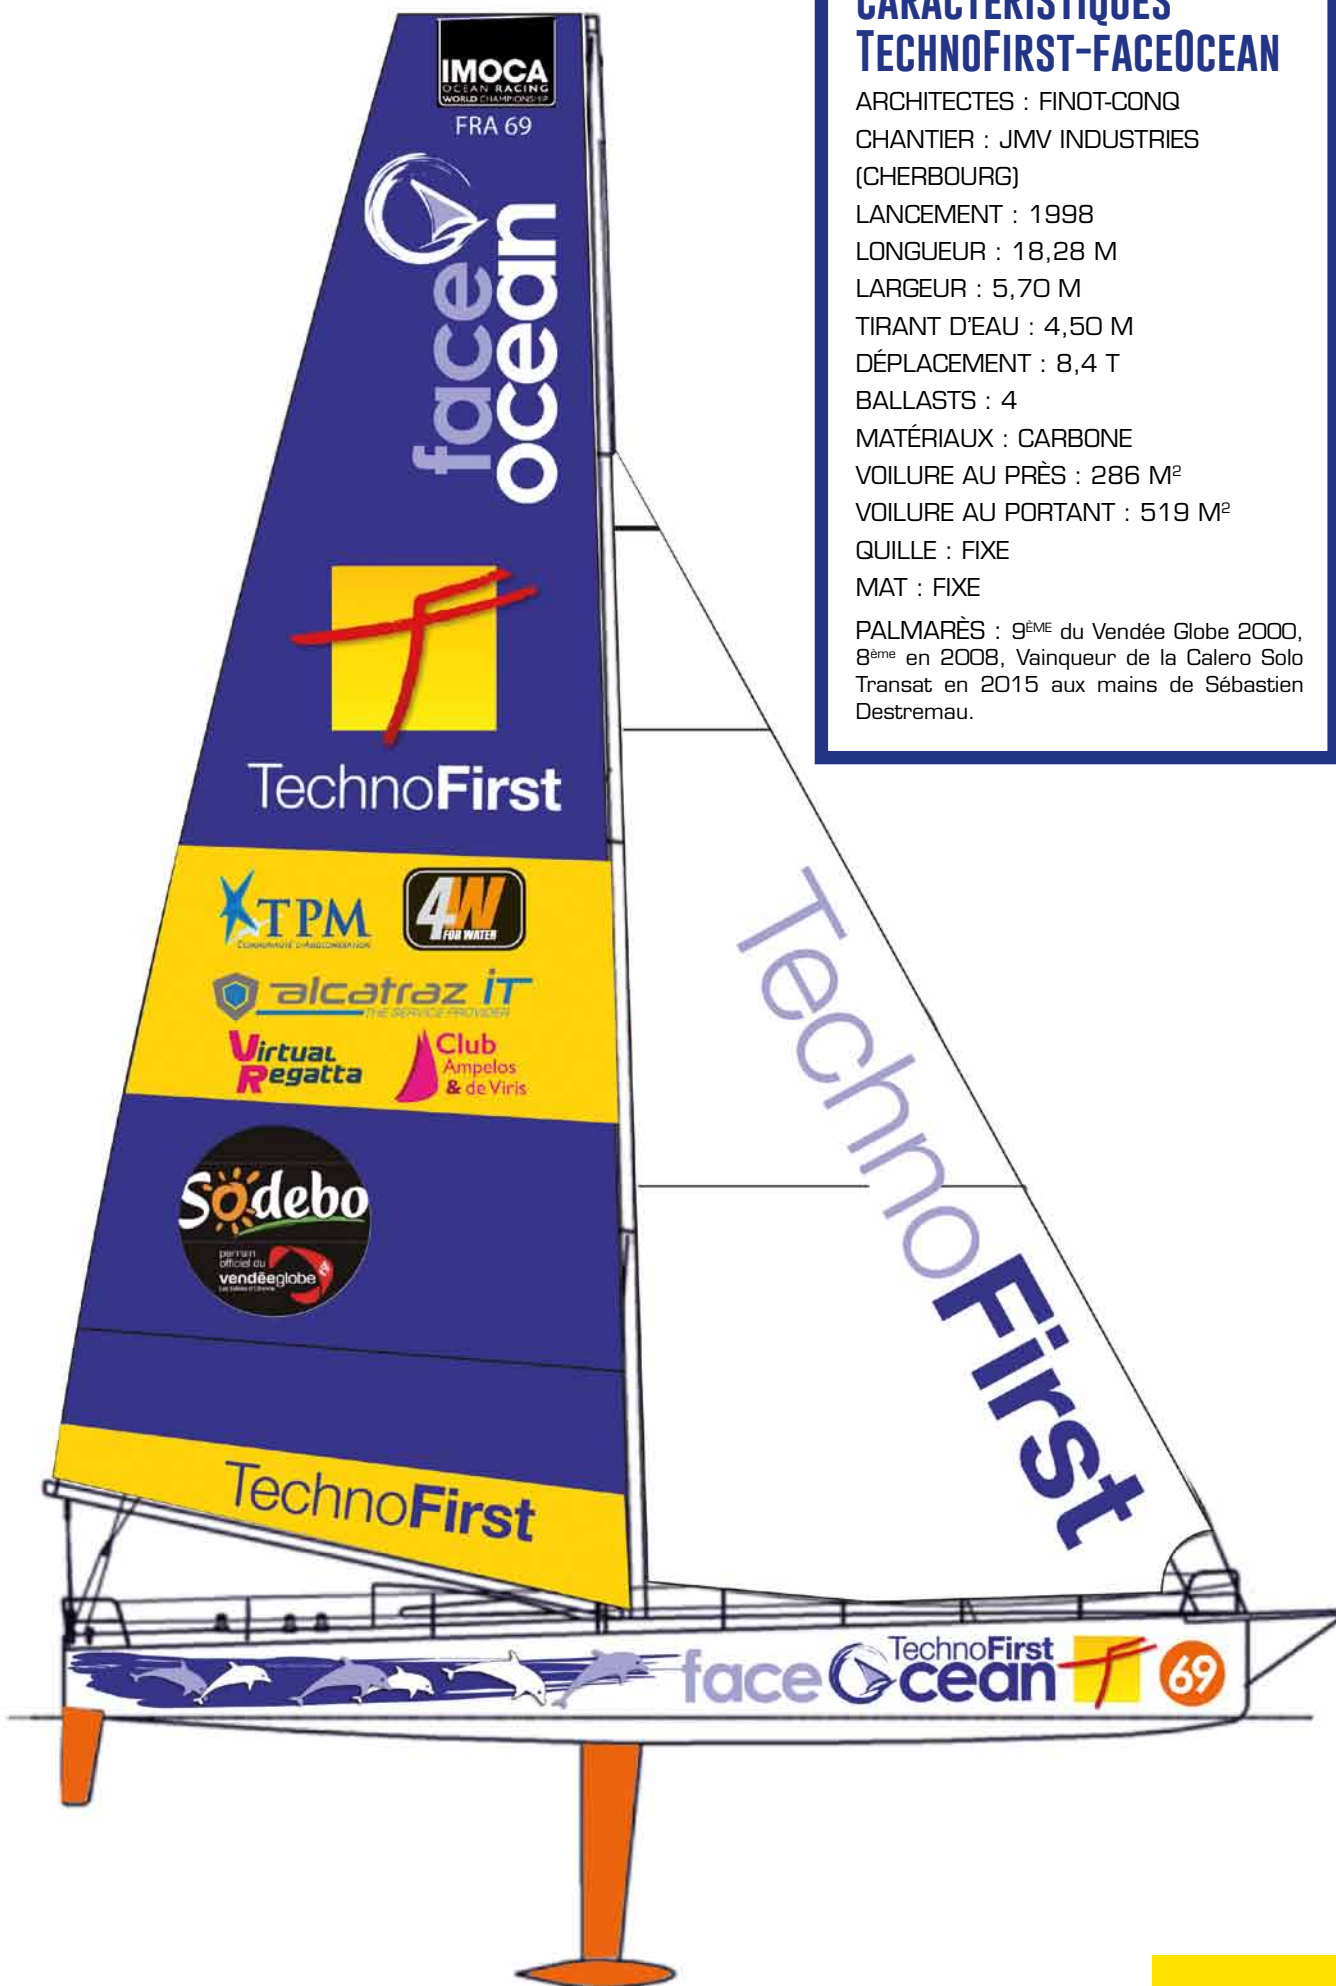 CARACTÉRISTIQUES
TECHNOFIRST-FACEOCEAN
ARCHITECTES : FINOT-CONQ
CHANTIER : JMV INDUSTRIES
(CHERBOURG)
LANCEMENT : 1998
LONGUEUR : 18,28 M
LARGEUR : 5,70 M
TIRANT D'EAU : 4,50 M
DÉPLACEMENT : 8,4 T
BALLASTS : 4
MATÉRIAUX : CARBONE
VOILURE AU PRÈS : 286 M²
VOILURE AU PORTANT : 519 M²
QUILLE : FIXE
MAT : FIXE
PALMARÈS : 9ÈME du Vendée Globe 2000,
8ème en 2008, Vainqueur de la Calero Solo
Transat en 2015 aux mains de Sébastien
Destremau.
IMOCA
OCEAN RACING
WORLD CHAMPIONSHIP
FRA 69
face
ocean
TechnoFirst
TPM
COMMUNAUTÉ D'AGGLOMÉRATION
4W
FOR WATER
alcatraz iT
THE SERVICE PROVIDER
Virtual
Regatta
Club
Ampelos
& de Viris
Sodebo
parrain
officiel du
vendéeglobe
TechnoFirst
TechnoFirst
face Ocean
TechnoFirst
69